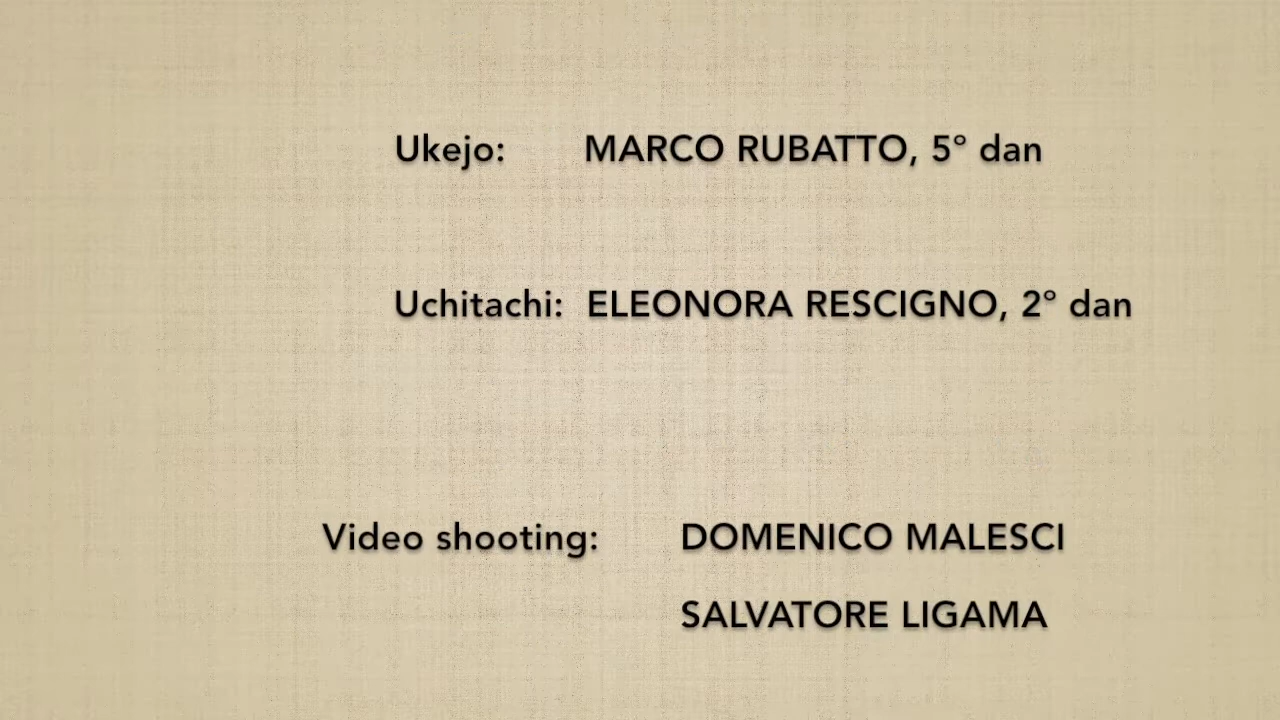 Ukejo: MARCO RUBATTO, 5° dan
Uchitachi: ELEONORA RESCIGNO, 2° dan
Video shooting: DOMENICO MALESCI
SALVATORE LIGAMA